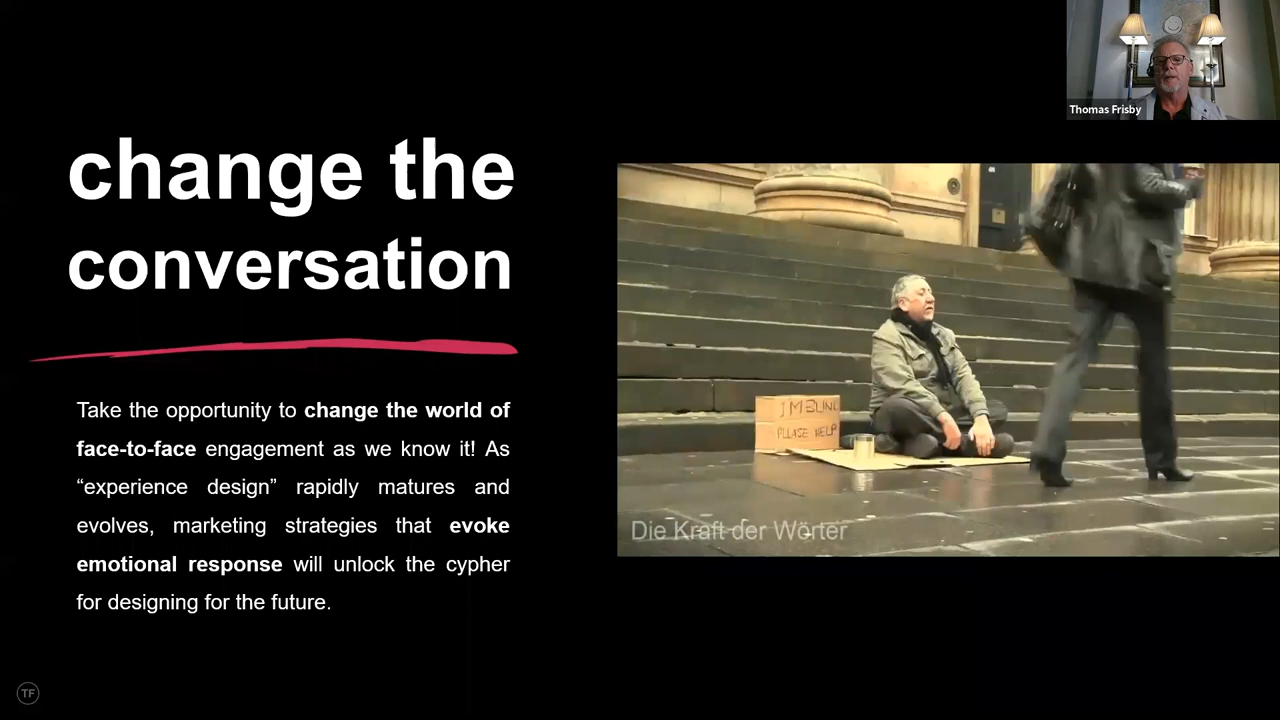 change the
conversation
Take the opportunity to change the world of
face-to-face engagement as we know it! As
“experience design” rapidly matures and
evolves, marketing strategies that evoke
emotional response will unlock the cypher
for designing for the future.
TF
Thomas Frisby
I'M BLIND
PLEASE HELP
Die Kraft der Wörter